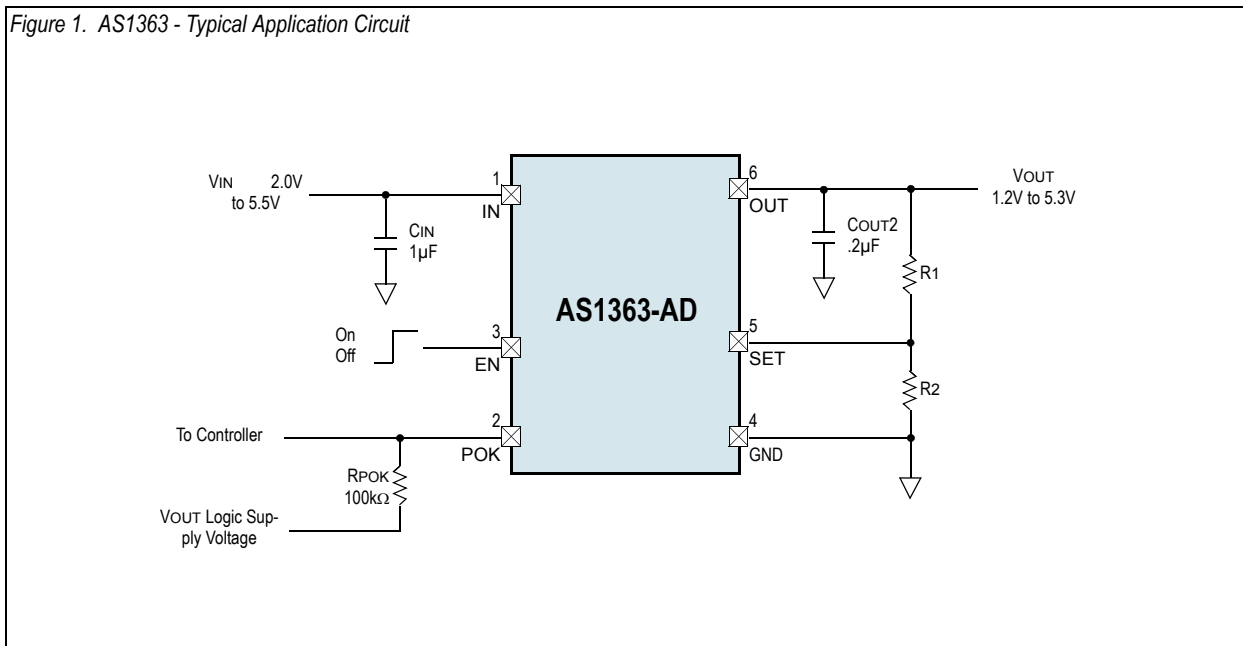 Figure 1. AS1363 - Typical Application Circuit
VIN 2.0V
to 5.5V
CIN
1µF
1
IN
On
Off
3
EN
To Controller
2
POK
RPOK
100kΩ
VOUT Logic Sup-
ply Voltage
AS1363-AD
6
OUT
COUT2
.2µF
VOUT
1.2V to 5.3V
R1
5
SET
R2
4
GND